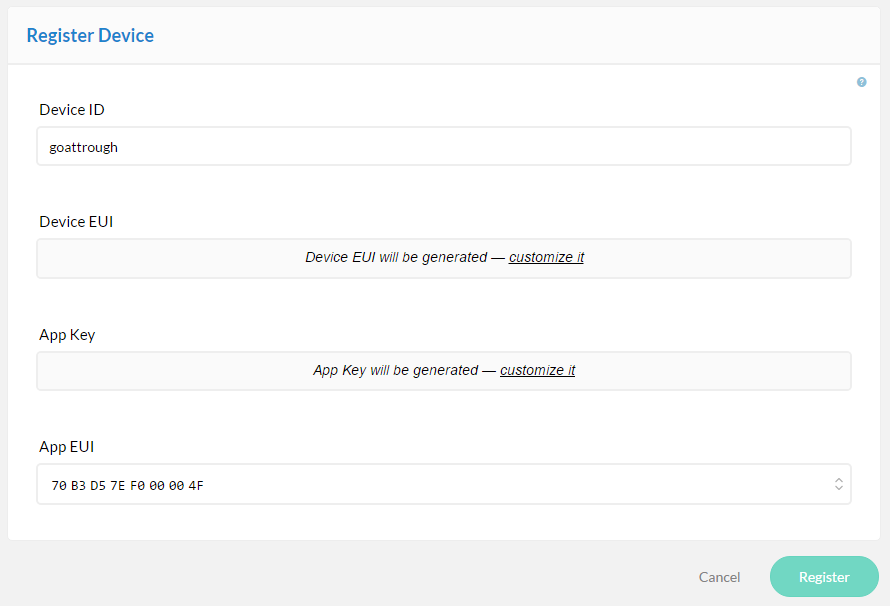 Register Device
?
Device ID
goattrough
Device EUI
Device EUI will be generated — customize it
App Key
App Key will be generated — customize it
App EUI
70 B3 D5 7E F0 00 00 4F
Cancel
Register